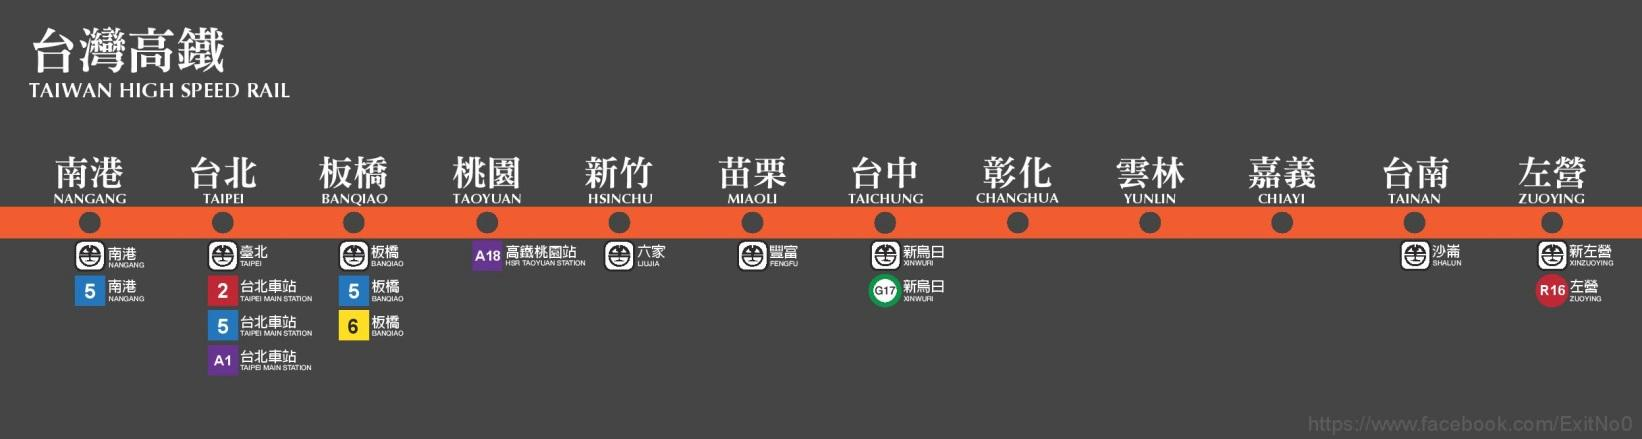 台灣高鐵
TAIWAN HIGH SPEED RAIL
南港
NANGANG
台北
TAIPEI
板橋
BANQIAO
桃園
TAOYUAN
新竹
HSINCHU
苗栗
MIAOLI
台中
TAICHUNG
彰化
CHANGHUA
雲林
YUNLIN
嘉義
CHIAYI
台南
TAINAN
左營
ZUOYING
南港
NANGANG
5 南港
NANGANG
臺北
TAIPEI
2 台北車站
TAIPEI MAIN STATION
5 台北車站
TAIPEI MAIN STATION
A1 台北車站
TAIPEI MAIN STATION
板橋
BANQIAO
5 板橋
BANQIAO
6 板橋
BANQIAO
A18 高鐵桃園站
HSR TAOYUAN STATION
六家
LIUJIA
豐富
FENGFU
新烏日
XINWURI
G17 新烏日
XINWURI
沙崙
SHALUN
新左營
XINZUOYING
R16 左營
ZUOYING
https://www.facebook.com/ExitNo0